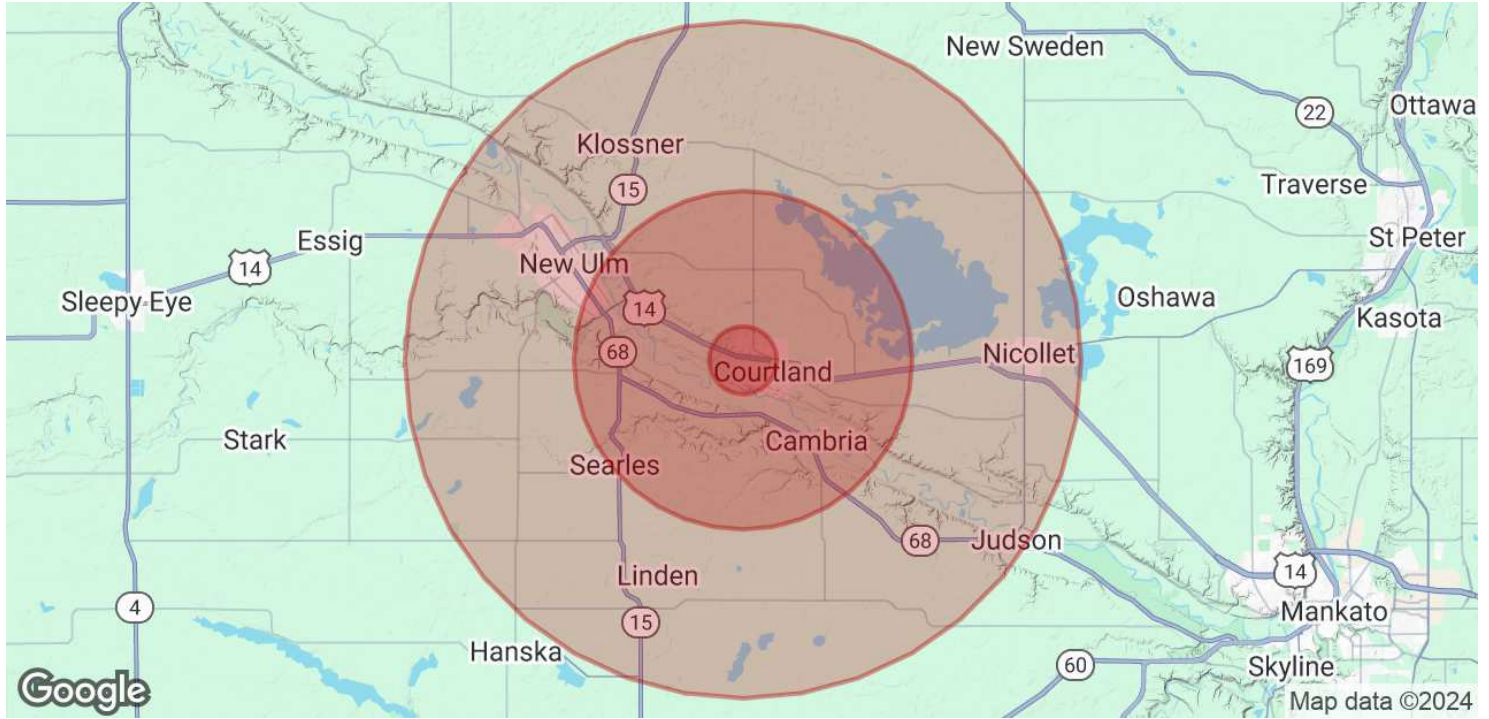 New Sweden
Ottawa
22
Klossner
Traverse
15
St Peter
Essig
New Ulm
14
Oshawa
Sleepy Eye
14
Kasota
68
Nicollet
169
Courtland
Stark
Cambria
Searles
68
Judson
Linden
14
4
Mankato
15
Hanska
60
Skyline
Google
Map data ©2024